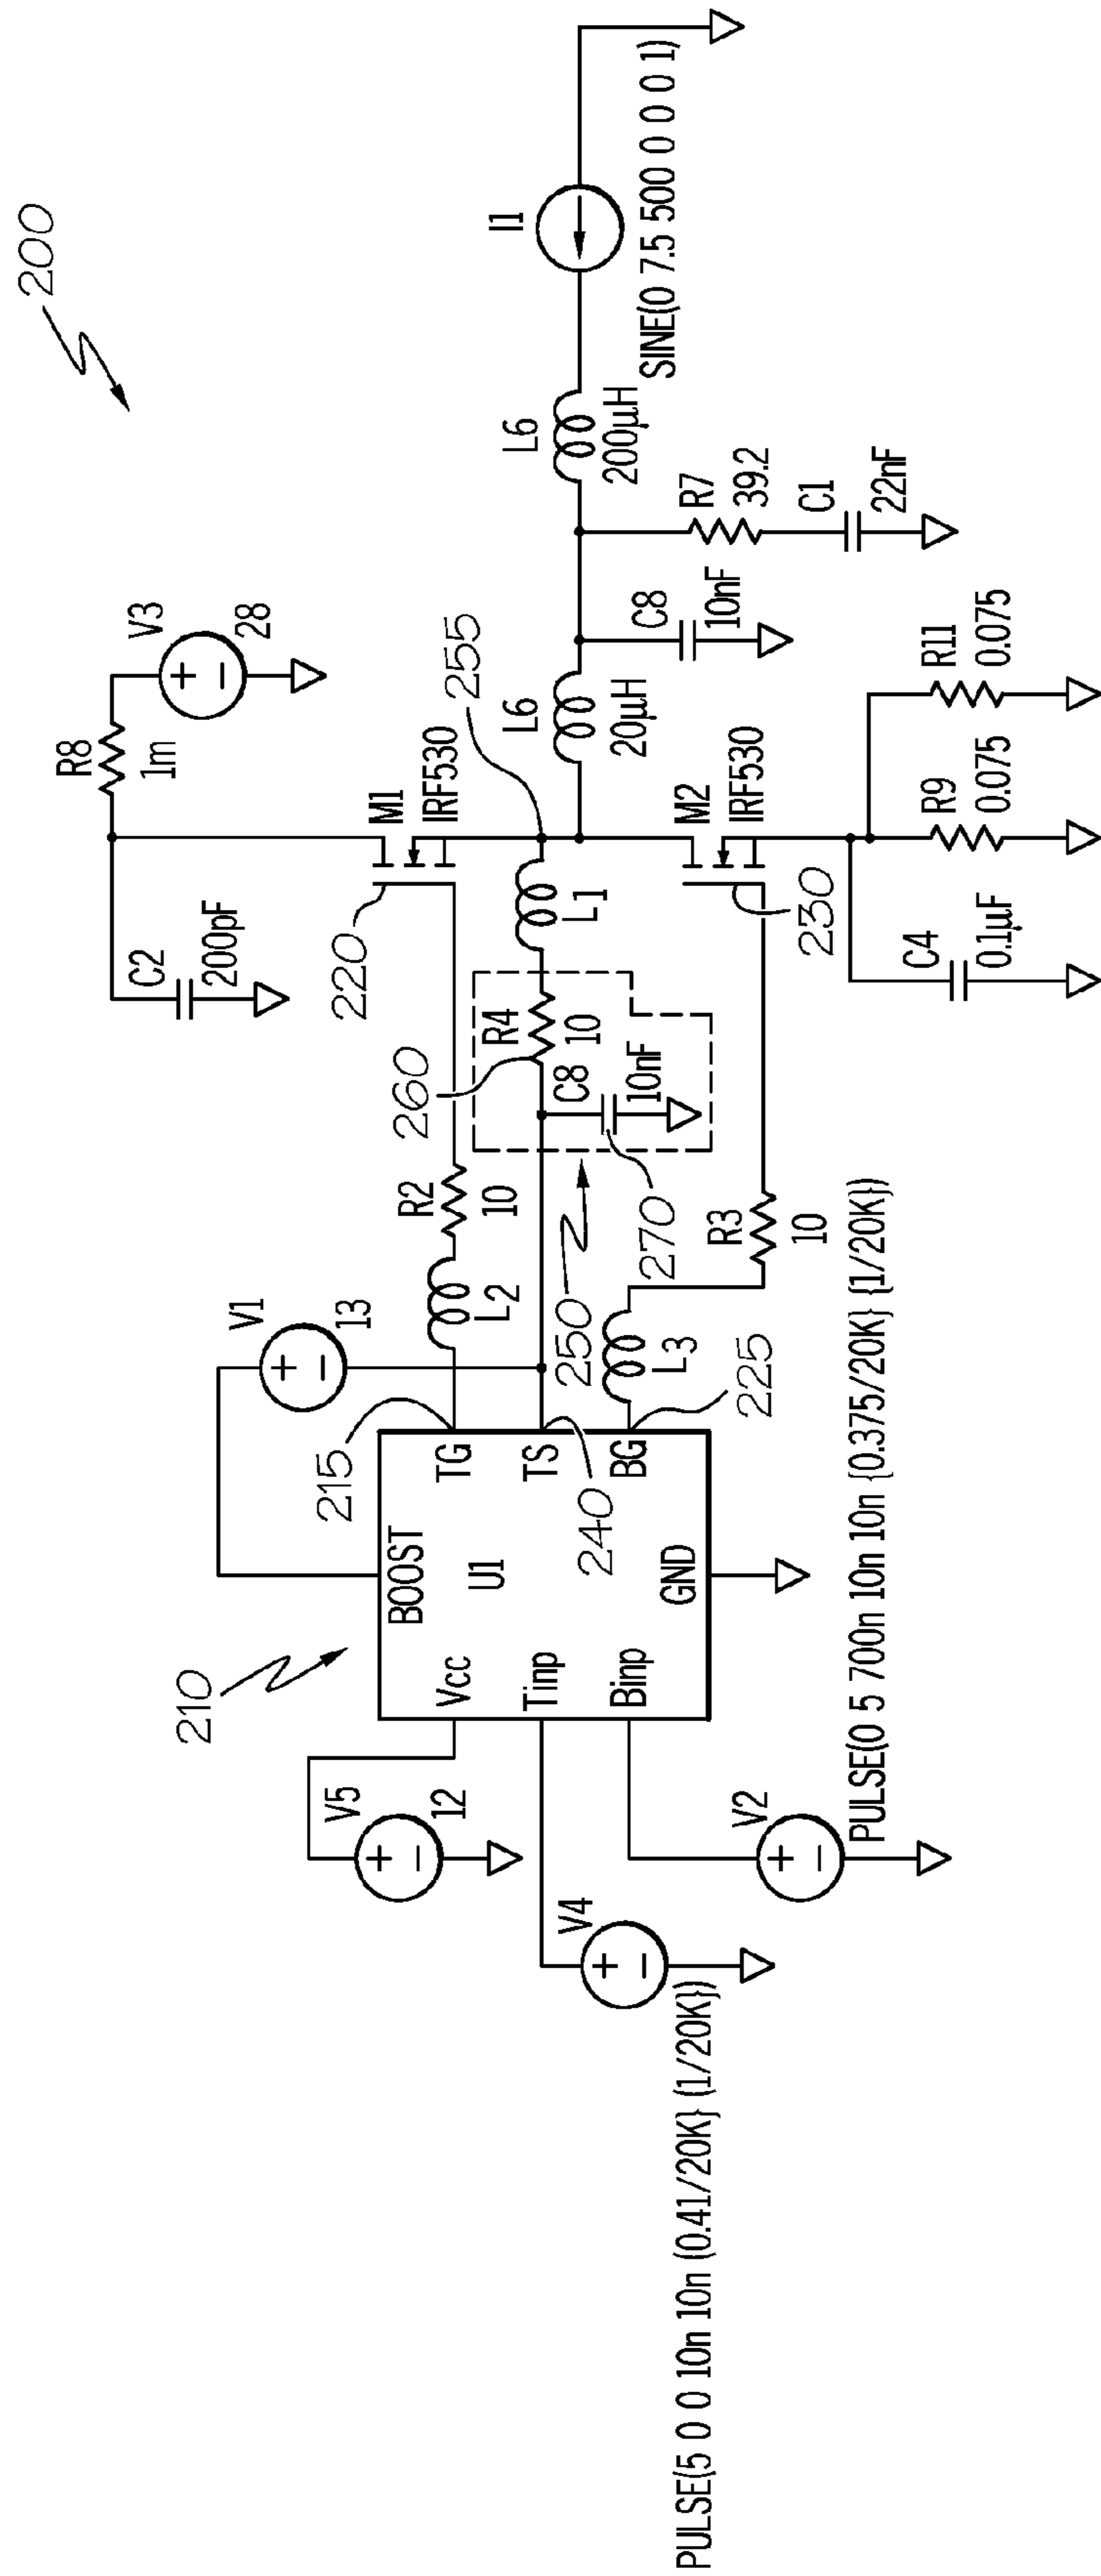 200
V3
28
R8
1m
C2
200pF
220
M1
IRF530
255
L6
20µH
L6
200µH
I1
SINE(0 7.5 500 0 0 0 1)
C8
10nF
R7
39.2
C1
22nF
L1
R4
10
C8
10nF
260
250
270
M2
IRF530
230
C4
0.1µF
R9
0.075
R11
0.075
R2
10
L2
R3
10
L3
V1
13
215
240
225
210
BOOST
U1
Vcc
Tinp
Binp
TG
TS
BG
GND
V5
12
V4
PULSE(5 0 0 10n 10n (0.41/20K} (1/20K})
V2
PULSE(0 5 700n 10n 10n {0.375/20K} {1/20K})